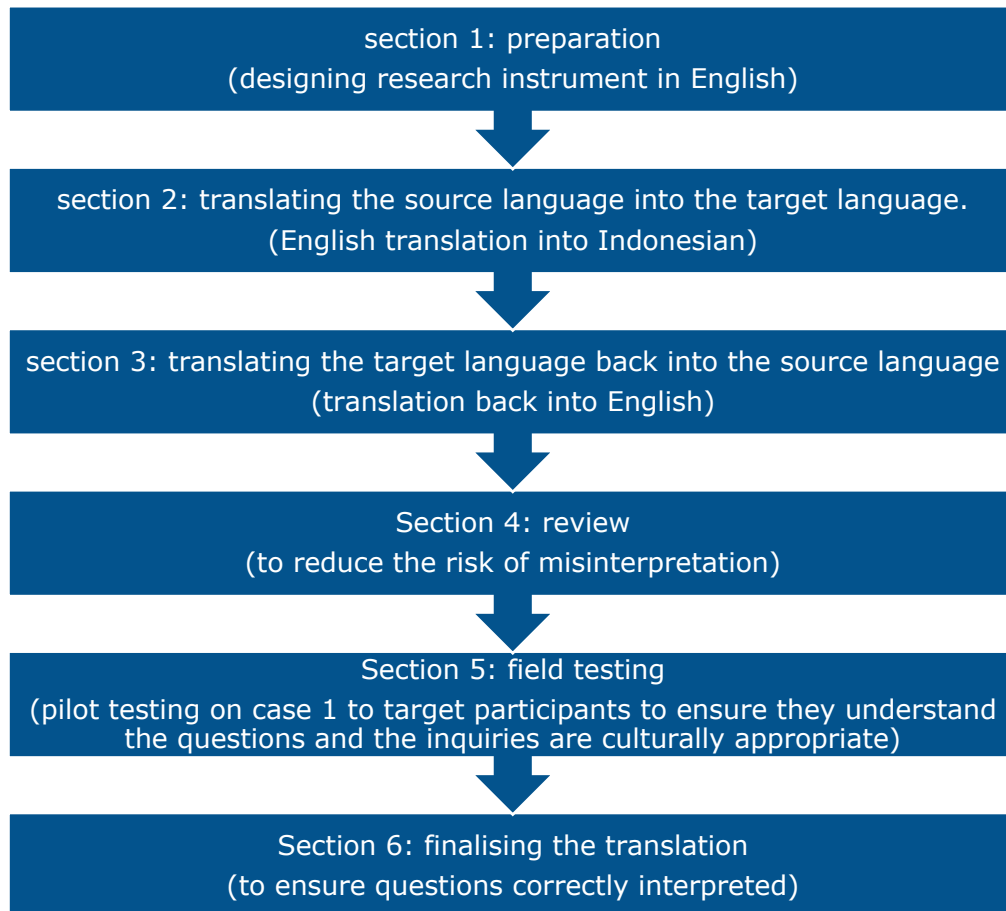 section 1: preparation
(designing research instrument in English)
section 2: translating the source language into the target language.
(English translation into Indonesian)
section 3: translating the target language back into the source language
(translation back into English)
Section 4: review
(to reduce the risk of misinterpretation)
Section 5: field testing
(pilot testing on case 1 to target participants to ensure they understand
the questions and the inquiries are culturally appropriate)
Section 6: finalising the translation
(to ensure questions correctly interpreted)